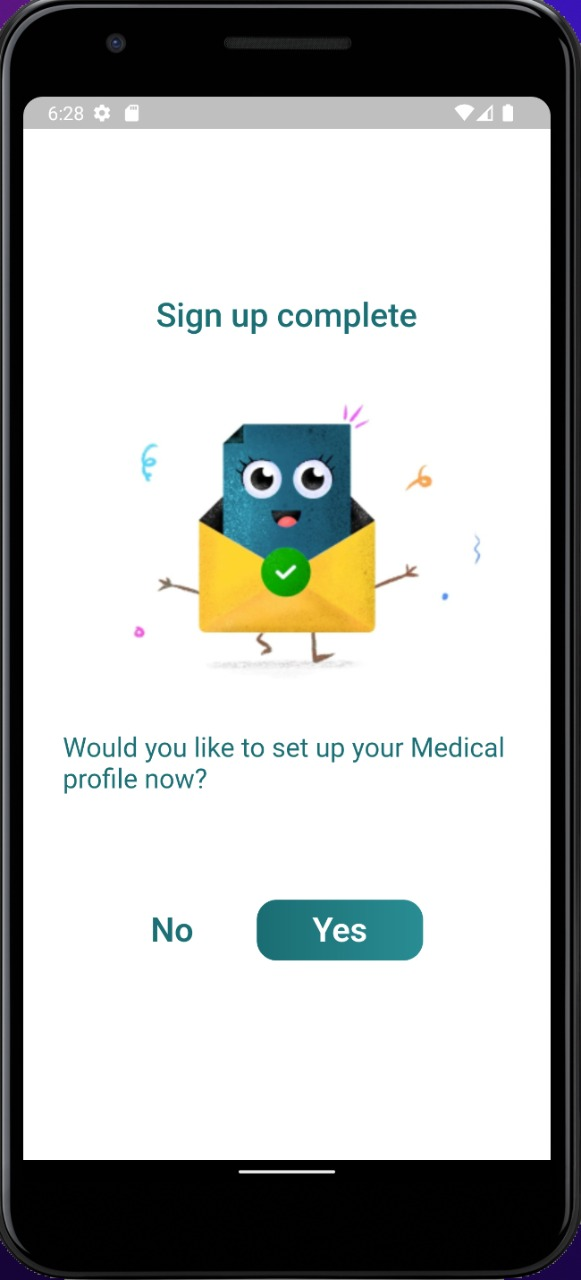 6:28
Sign up complete
Would you like to set up your Medical
profile now?
No
Yes